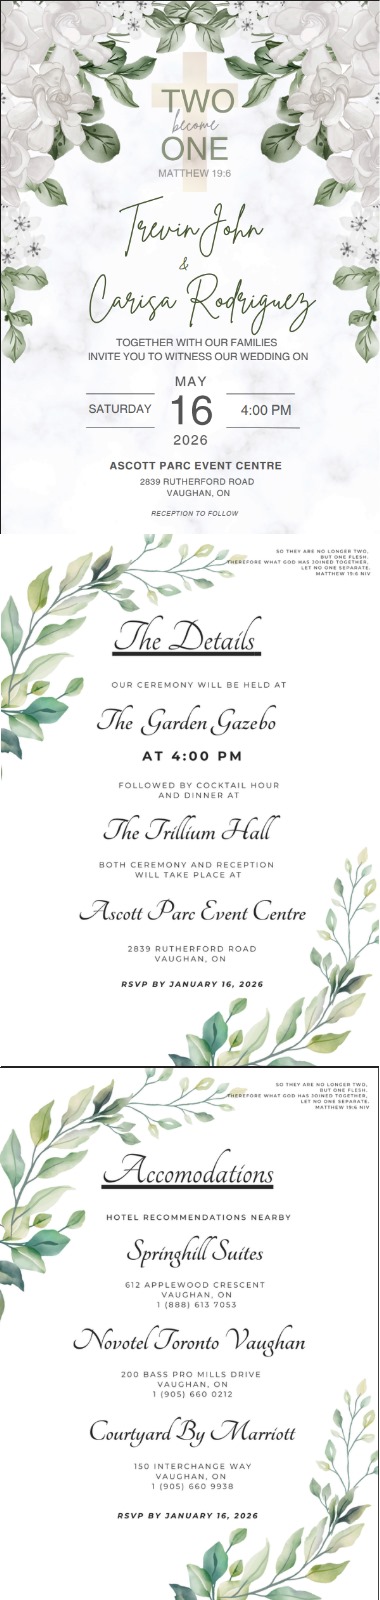 TWO
become
ONE
MATTHEW 19:6
Trevin John
&
Carisa Rodriguez
TOGETHER WITH OUR FAMILIES
INVITE YOU TO WITNESS OUR WEDDING ON
MAY
SATURDAY 16 4:00 PM
2026
ASCOTT PARC EVENT CENTRE
2839 RUTHERFORD ROAD
VAUGHAN, ON
RECEPTION TO FOLLOW
SO THEY ARE NO LONGER TWO,
BUT ONE FLESH.
THEREFORE WHAT GOD HAS JOINED TOGETHER,
LET NO ONE SEPARATE.
MATTHEW 19:6 NIV
The Details
OUR CEREMONY WILL BE HELD AT
The Garden Gazebo
AT 4:00 PM
FOLLOWED BY COCKTAIL HOUR
AND DINNER AT
The Trillium Hall
BOTH CEREMONY AND RECEPTION
WILL TAKE PLACE AT
Ascott Parc Event Centre
2839 RUTHERFORD ROAD
VAUGHAN, ON
RSVP BY JANUARY 16, 2026
SO THEY ARE NO LONGER TWO,
BUT ONE FLESH.
THEREFORE WHAT GOD HAS JOINED TOGETHER,
LET NO ONE SEPARATE.
MATTHEW 19:6 NIV
Accomodations
HOTEL RECOMMENDATIONS NEARBY
Springhill Suites
612 APPLEWOOD CRESCENT
VAUGHAN, ON
1 (888) 613 7053
Novotel Toronto Vaughan
200 BASS PRO MILLS DRIVE
VAUGHAN, ON
1 (905) 660 0212
Courtyard By Marriott
150 INTERCHANGE WAY
VAUGHAN, ON
1 (905) 660 9938
RSVP BY JANUARY 16, 2026